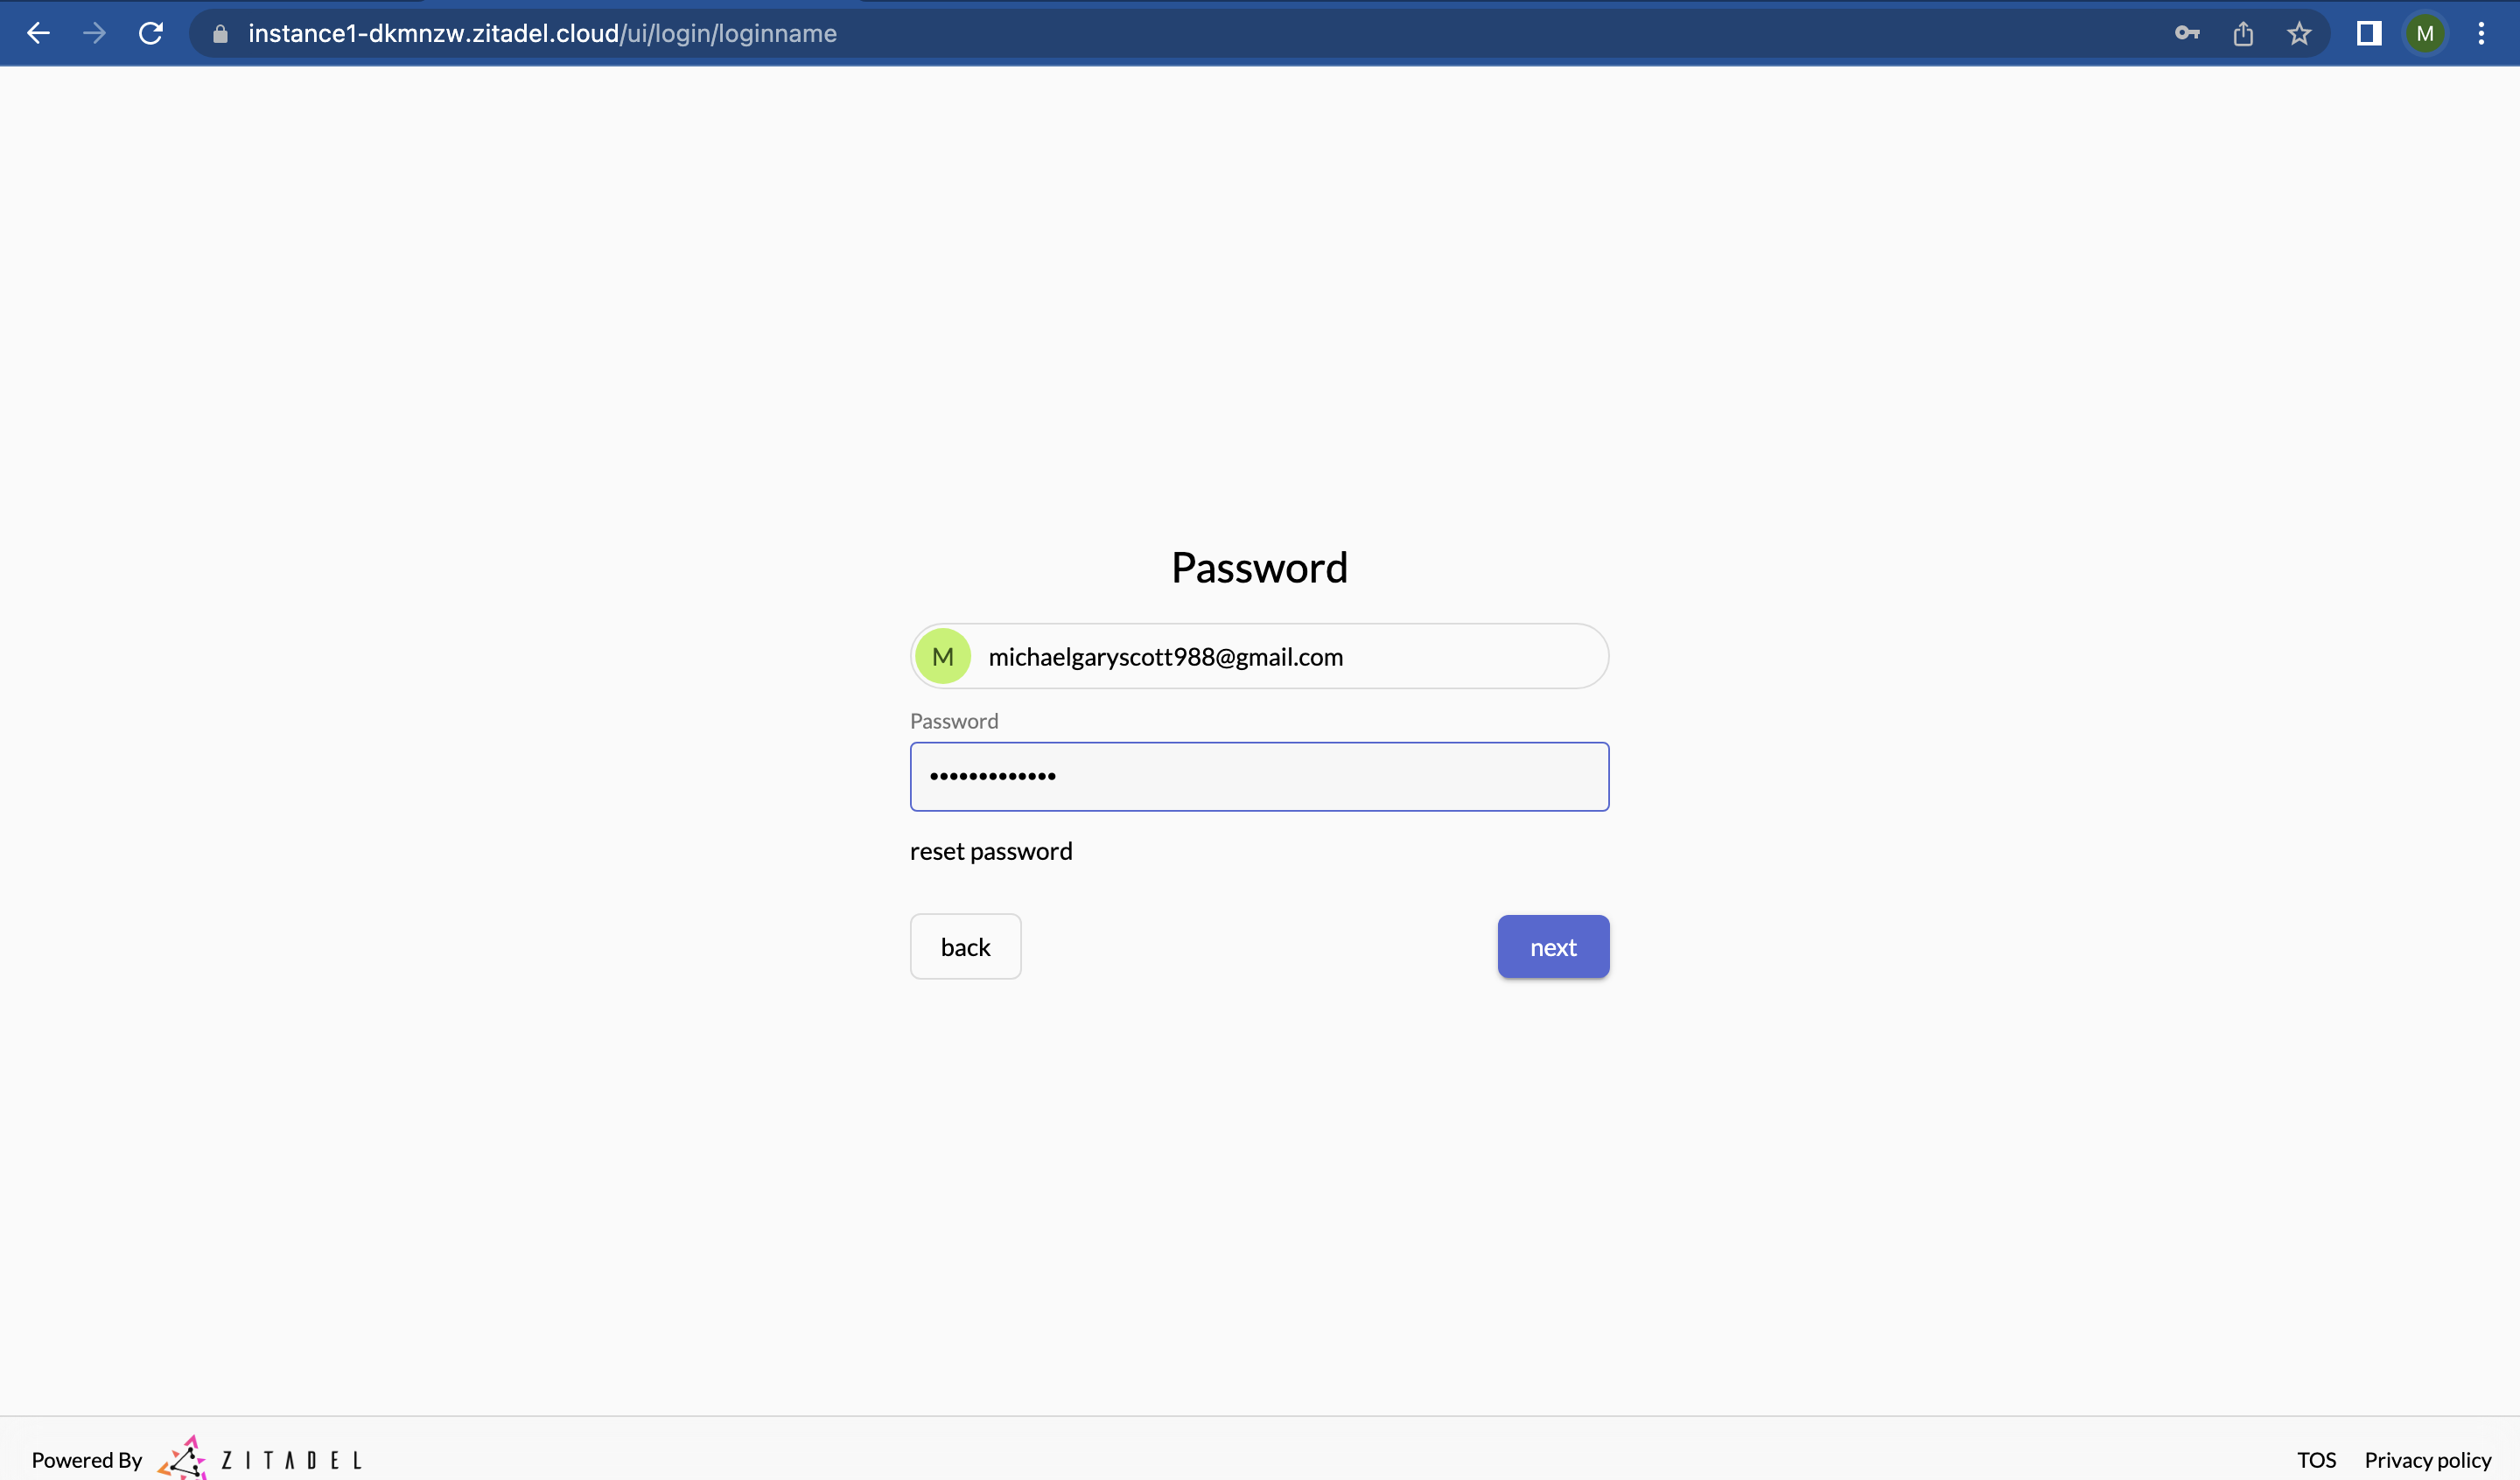 instance1-dkmnzw.zitadel.cloud/ui/login/loginname
M
Password
M michaelgaryscott988@gmail.com
Password
•••••••••••••
reset password
back next
Powered By ZITADEL TOS Privacy policy